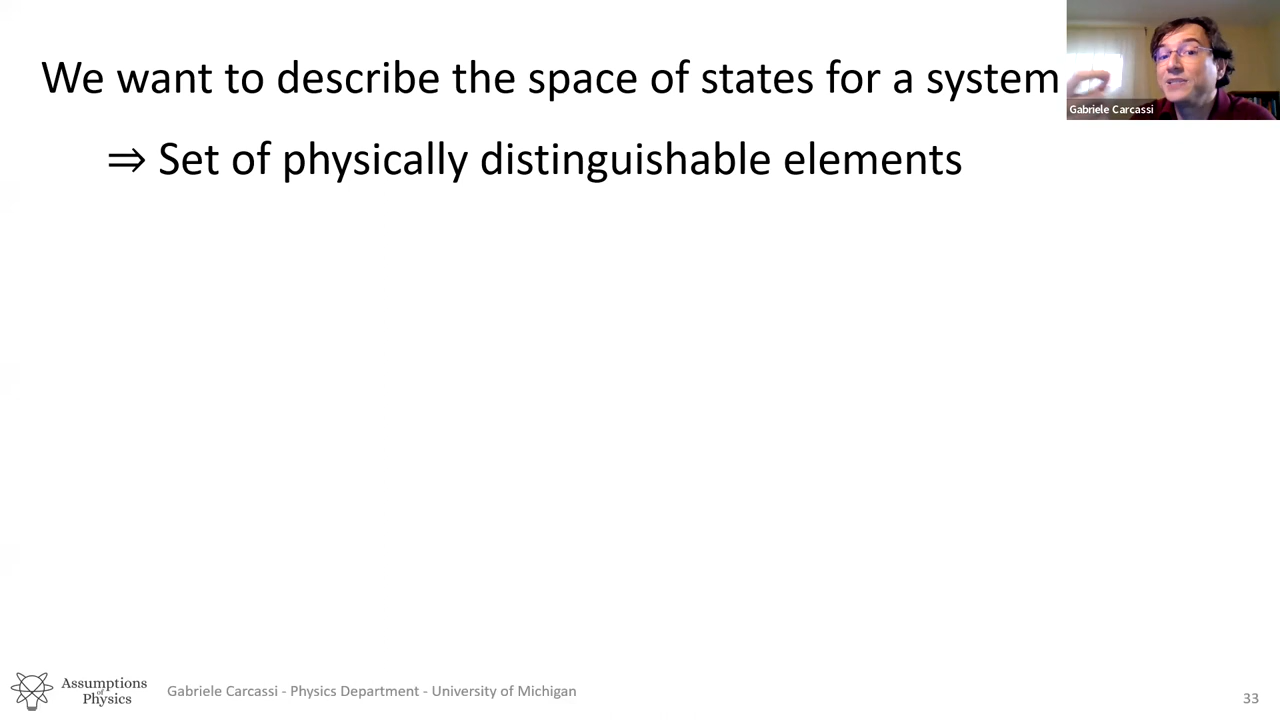 We want to describe the space of states for a system
⇒ Set of physically distinguishable elements
Gabriele Carcassi
Assumptions
of
Physics
Gabriele Carcassi - Physics Department - University of Michigan
33